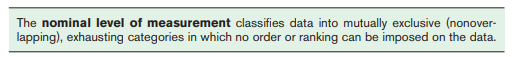 The nominal level of measurement classifies data into mutually exclusive (nonover-
lapping), exhausting categories in which no order or ranking can be imposed on the data.